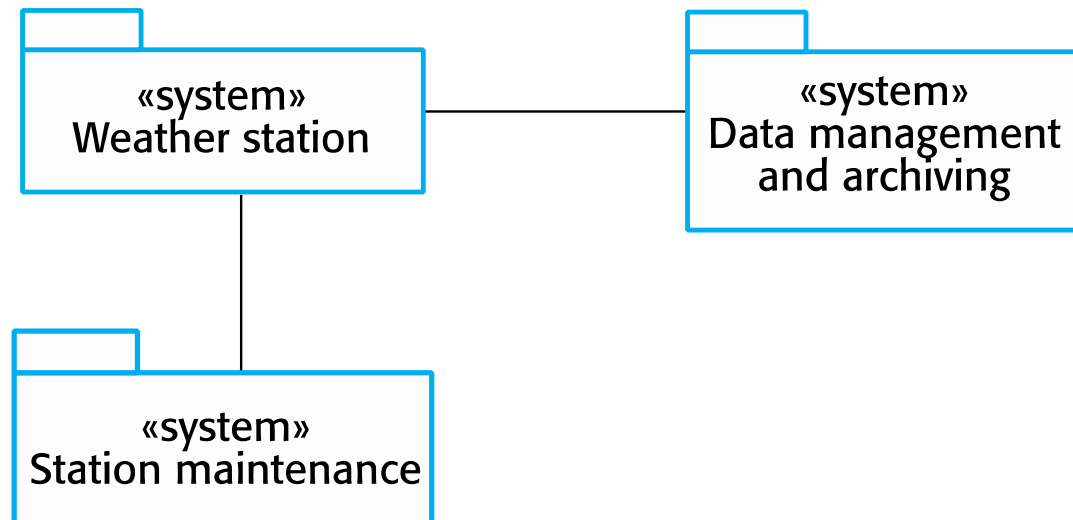 «system»
Weather station
«system»
Data management
and archiving
«system»
Station maintenance